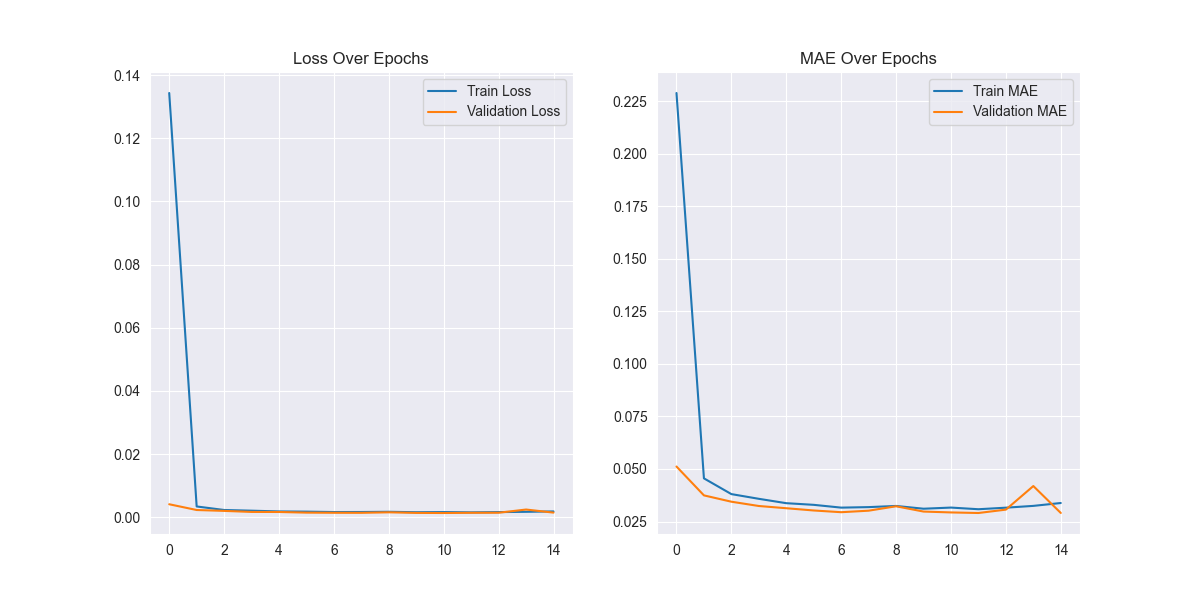 Loss Over Epochs
Train Loss
Validation Loss
0.14
0.12
0.10
0.08
0.06
0.04
0.02
0.00
0 2 4 6 8 10 12 14
MAE Over Epochs
Train MAE
Validation MAE
0.225
0.200
0.175
0.150
0.125
0.100
0.075
0.050
0.025
0 2 4 6 8 10 12 14